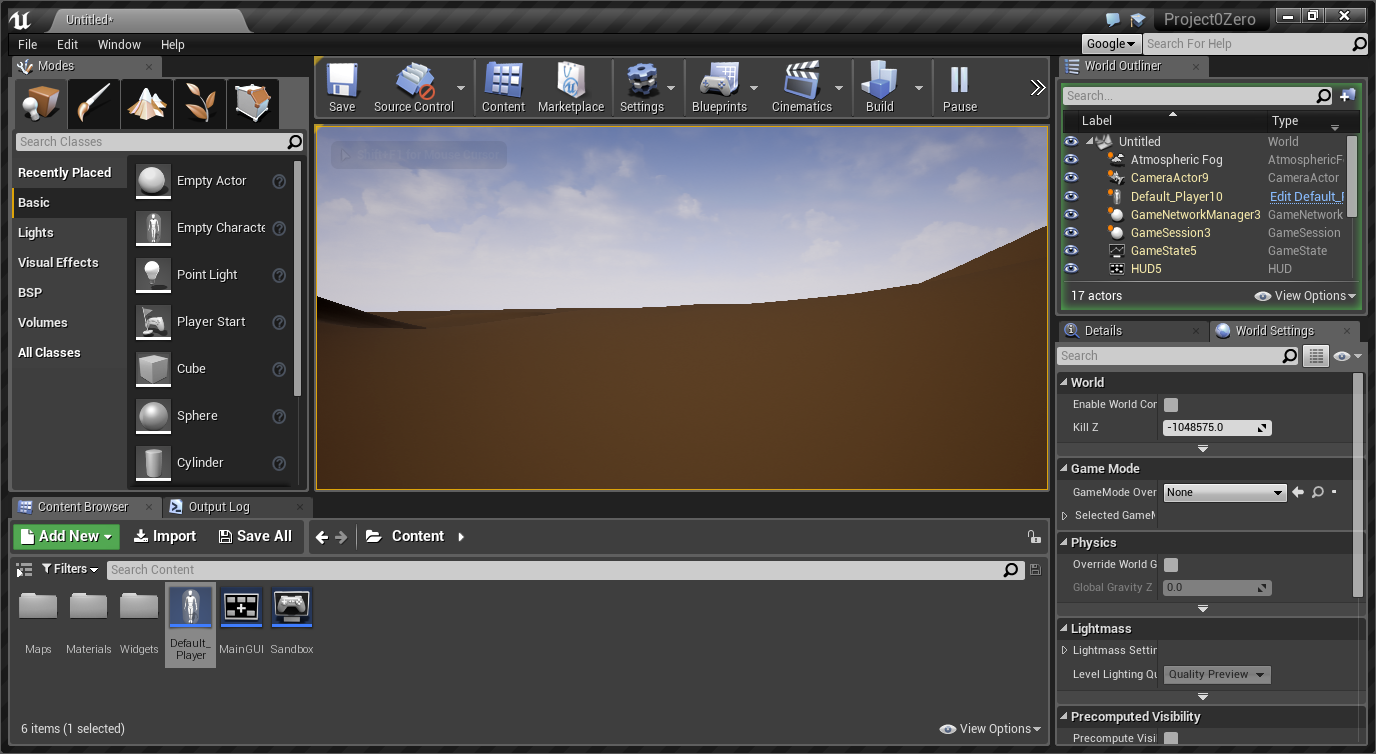 Untitled*
Project0Zero
File Edit Window Help
Google
Search For Help
Modes
Search Classes
Recently Placed
Basic
Lights
Visual Effects
BSP
Volumes
All Classes
Empty Actor
Empty Characte
Point Light
Player Start
Cube
Sphere
Cylinder
Save
Source Control
Content
Marketplace
Settings
Blueprints
Cinematics
Build
Pause
World Outliner
Search...
Label Type
Untitled World
Atmospheric Fog AtmosphericF
CameraActor9 CameraActor
Default_Player10 Edit Default_
GameNetworkManager3 GameNetwork
GameSession3 GameSession
GameState5 GameState
HUD5 HUD
17 actors
View Options
Details
World Settings
Search
World
Enable World Cor
Kill Z -1048575.0
Game Mode
GameMode Over None
Selected GameM
Physics
Override World G
Global Gravity Z 0.0
Lightmass
Lightmass Settin
Level Lighting Qu Quality Preview
Precomputed Visibility
Precompute Visi
Content Browser
Output Log
Add New
Import
Save All
Content
Filters
Search Content
Maps
Materials
Widgets
Default_
Player
MainGUI
Sandbox
6 items (1 selected)
View Options